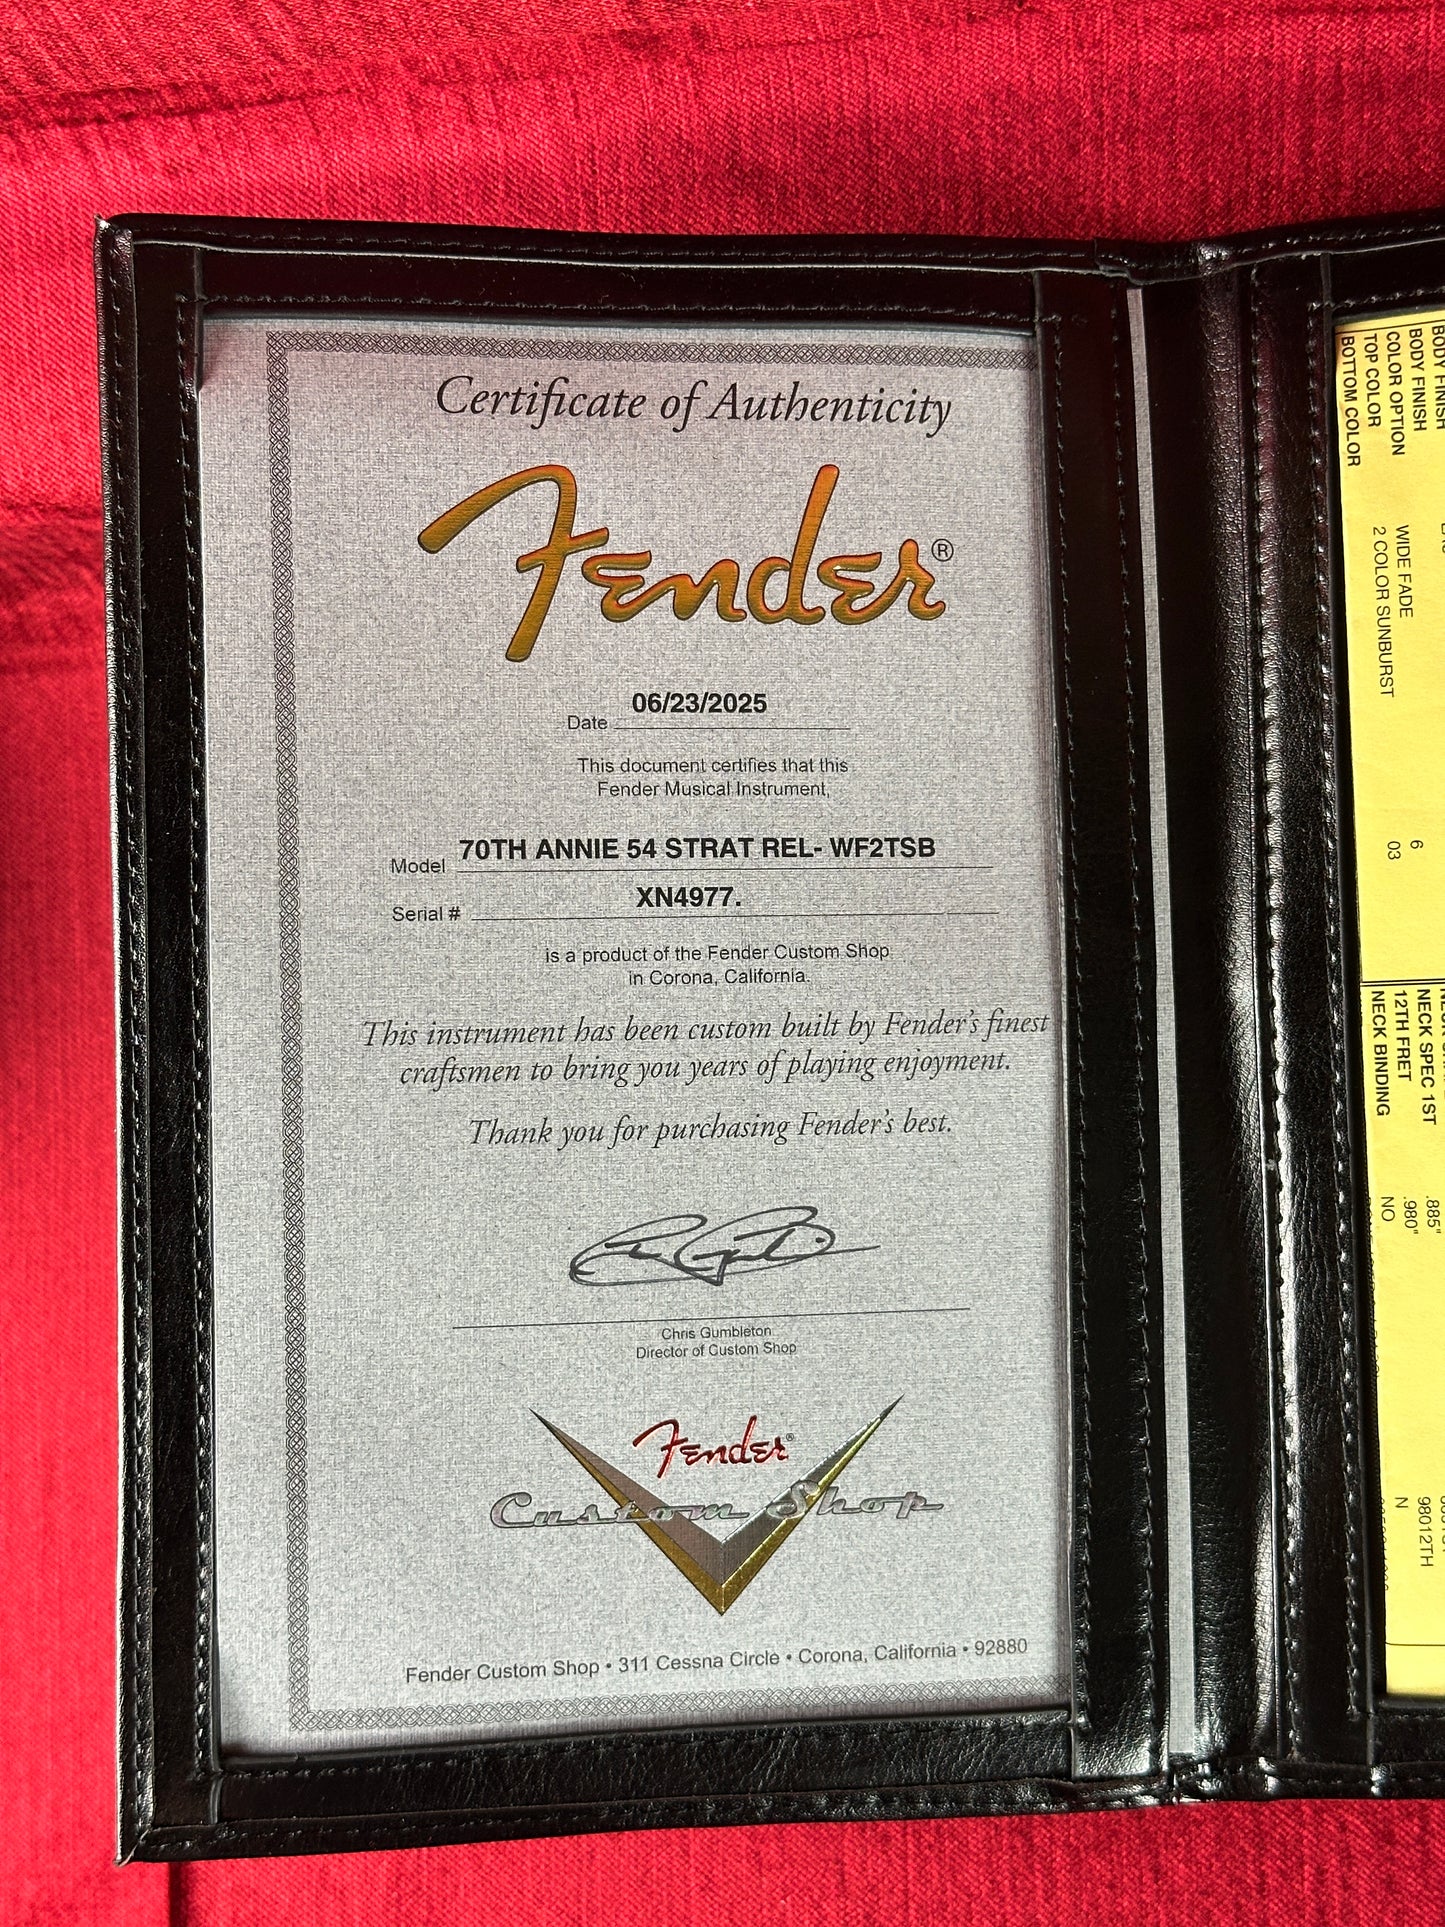 Certificate of Authenticity
Fender®
06/23/2025
Date
This document certifies that this
Fender Musical Instrument,
Model 70TH ANNIE 54 STRAT REL- WF2TSB
Serial # XN4977.
is a product of the Fender Custom Shop
in Corona, California.
This instrument has been custom built by Fender's finest
craftsmen to bring you years of playing enjoyment.
Thank you for purchasing Fender's best.
Chris Gumbleton
Director of Custom Shop
Fender®
Custom Shop
Fender Custom Shop • 311 Cessna Circle • Corona, California • 92880
BODY FINISH
BODY FINISH
COLOR OPTION WIDE FADE 6
TOP COLOR 2 COLOR SUNBURST 03
BOTTOM COLOR
NECK SPEC 1ST .885"
12TH FRET .980" 98012TH
NECK BINDING NO N